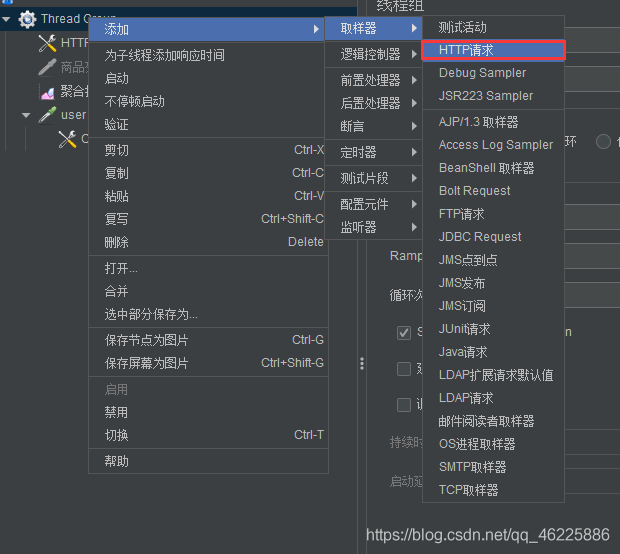 线程组
Thread Group
HTTP
商品
聚合报
user
添加
为子线程添加响应时间
启动
不停顿启动
验证
剪切 Ctrl-X
复制 Ctrl-C
粘贴 Ctrl-V
复写 Ctrl+Shift-C
删除 Delete
打开...
合并
选中部分保存为...
保存节点为图片 Ctrl-G
保存屏幕为图片 Ctrl+Shift-G
启用
禁用
切换 Ctrl-T
帮助
取样器
逻辑控制器
前置处理器
后置处理器
断言
定时器
测试片段
配置元件
监听器
测试活动
HTTP请求
Debug Sampler
JSR223 Sampler
AJP/1.3 取样器
Access Log Sampler
BeanShell 取样器
Bolt Request
FTP请求
JDBC Request
JMS点到点
JMS发布
JMS订阅
JUnit请求
Java请求
LDAP扩展请求默认值
LDAP请求
邮件阅读者取样器
OS进程取样器
SMTP取样器
TCP取样器
环
Ramp
循环次
持续时
启动延
https://blog.csdn.net/qq_46225886